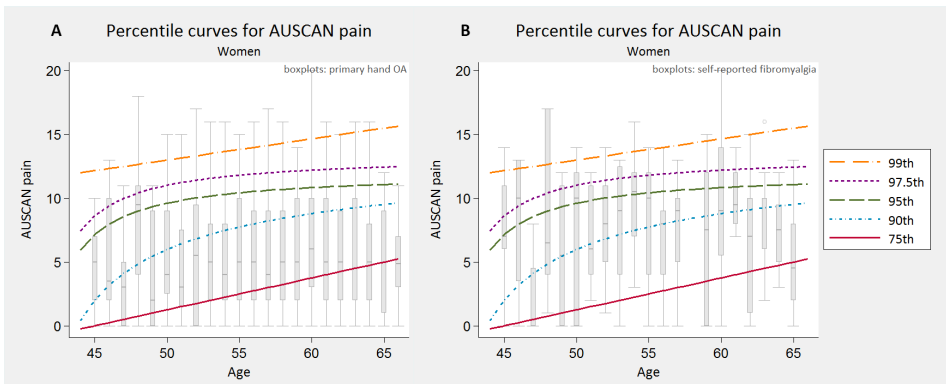 A Percentile curves for AUSCAN pain
Women
boxplots: primary hand OA
20
15
10
5
0
AUSCAN pain
45 50 55 60 65
Age
B Percentile curves for AUSCAN pain
Women
boxplots: self-reported fibromyalgia
20
15
10
5
0
AUSCAN pain
45 50 55 60 65
Age
99th
97.5th
95th
90th
75th